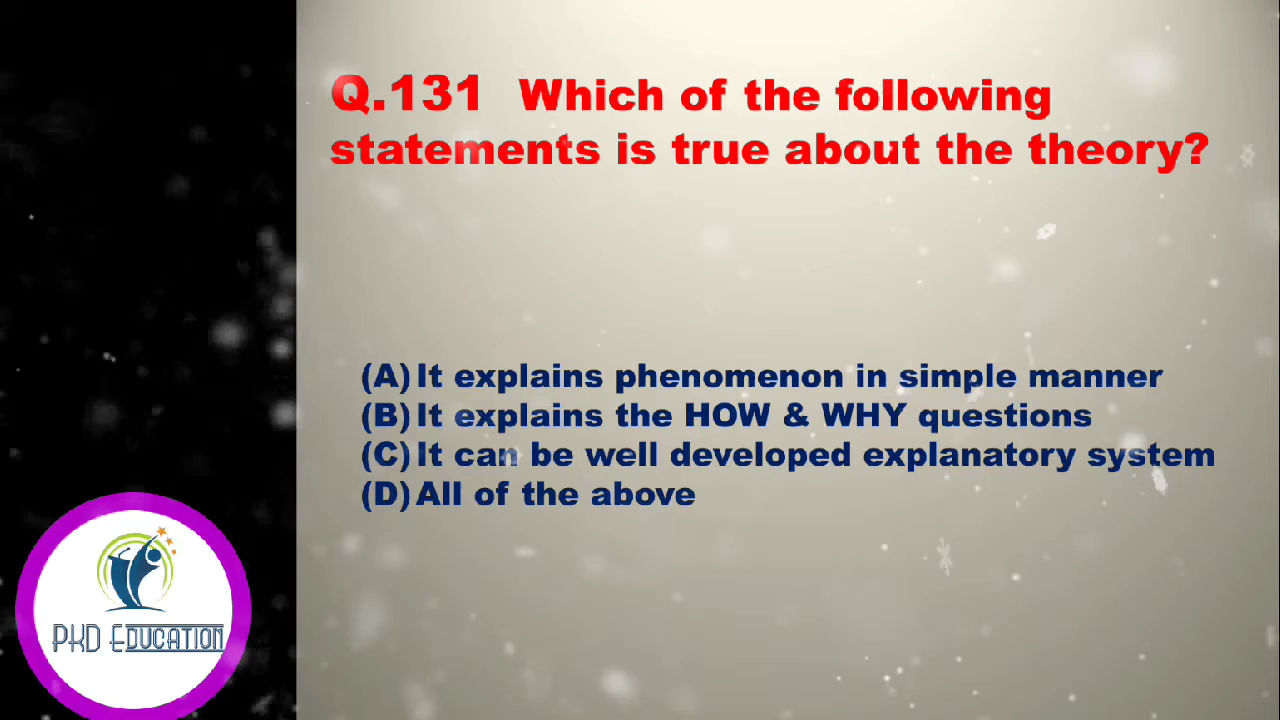 Q.131 Which of the following
statements is true about the theory?
(A) It explains phenomenon in simple manner
(B) It explains the HOW & WHY questions
(C) It can be well developed explanatory system
(D) All of the above
PKD EDUCATION